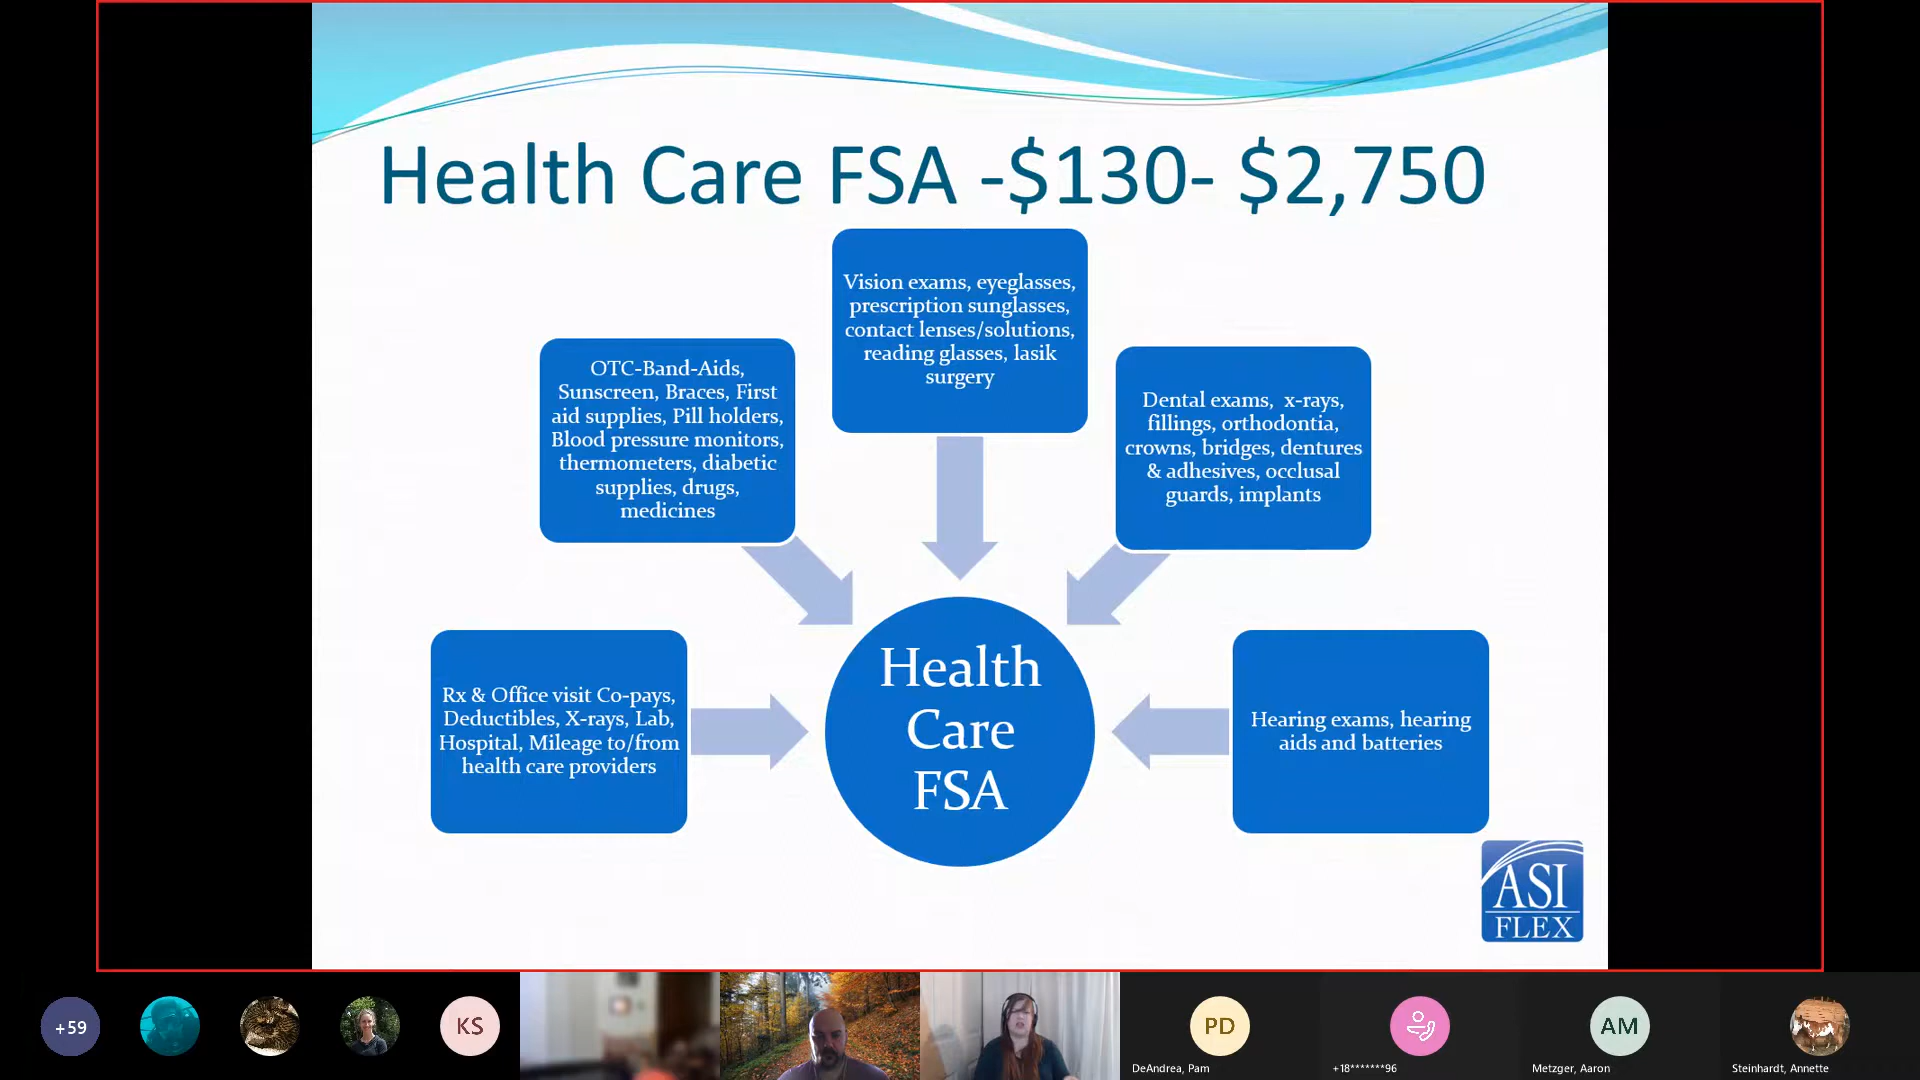 Health Care FSA -$130- $2,750
Vision exams, eyeglasses,
prescription sunglasses,
contact lenses/solutions,
reading glasses, lasik
surgery
OTC-Band-Aids,
Sunscreen, Braces, First
aid supplies, Pill holders,
Blood pressure monitors,
thermometers, diabetic
supplies, drugs,
medicines
Dental exams, x-rays,
fillings, orthodontia,
crowns, bridges, dentures
& adhesives, occlusal
guards, implants
Rx & Office visit Co-pays,
Deductibles, X-rays, Lab,
Hospital, Mileage to/from
health care providers
Health
Care
FSA
Hearing exams, hearing
aids and batteries
ASI
FLEX
+59
KS
PD
AM
DeAndrea, Pam
+18*******96
Metzger, Aaron
Steinhardt, Annette